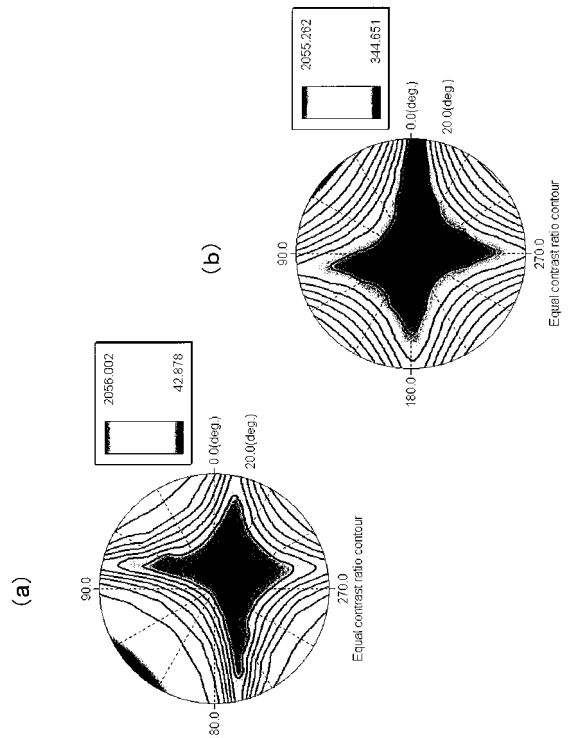 (a)
2056.002
42.878
90.0
0.0(deg.)
20.0(deg.)
80.0
270.0
Equal contrast ratio contour
(b)
2055.262
344.651
90.0
0.0(deg.)
20.0(deg.)
180.0
270.0
Equal contrast ratio contour